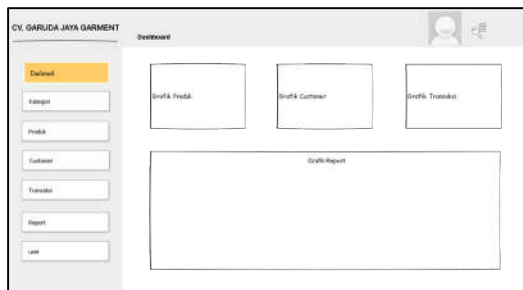 CV. GARUDA JAYA GARMENT
Dashboard
Dashboard
Kategori
Produk
Customer
Transaksi
Report
user
Grafik Produk
Grafik Customer
Grafik Transaksi
Grafik Report